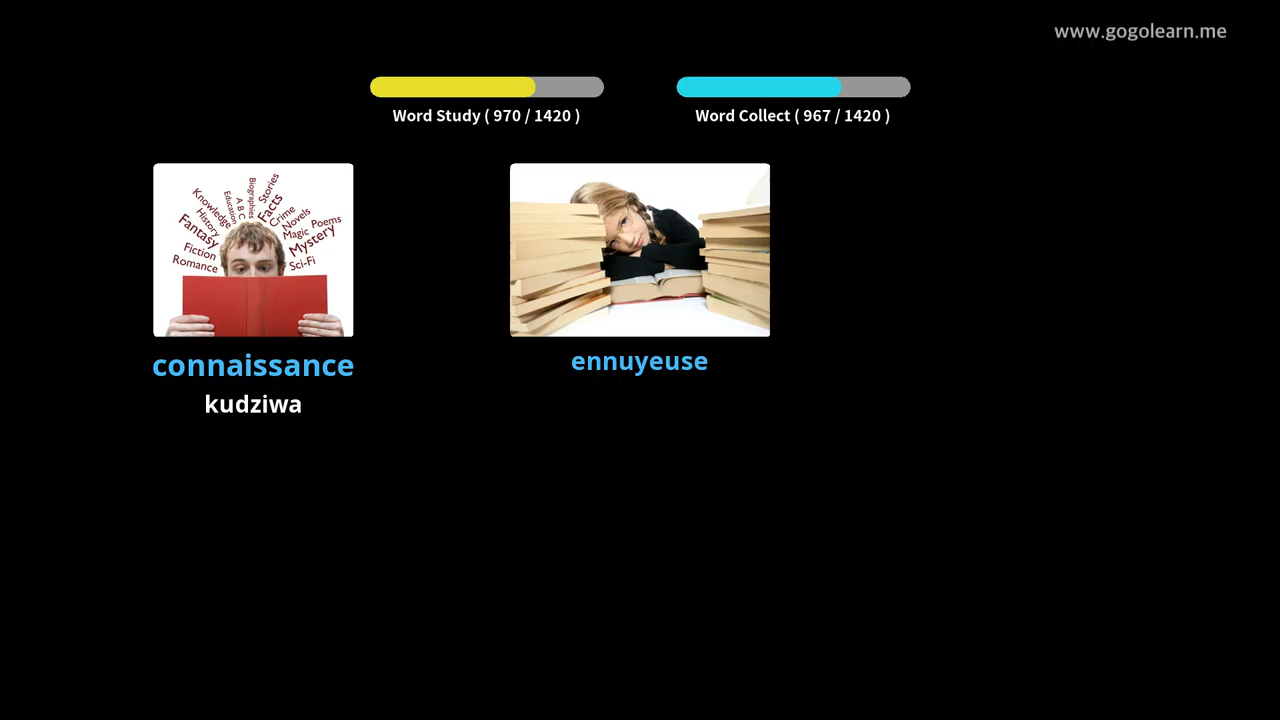 www.gogolearn.me
Word Study ( 970 / 1420 )
Word Collect ( 967 / 1420 )
Knowledge
History
Fantasy
Fiction
Romance
Education
A B C
Biographies
Stories
Facts
Crime
Novels
Magic Poems
Mystery
Sci-Fi
connaissance
kudziwa
ennuyeuse